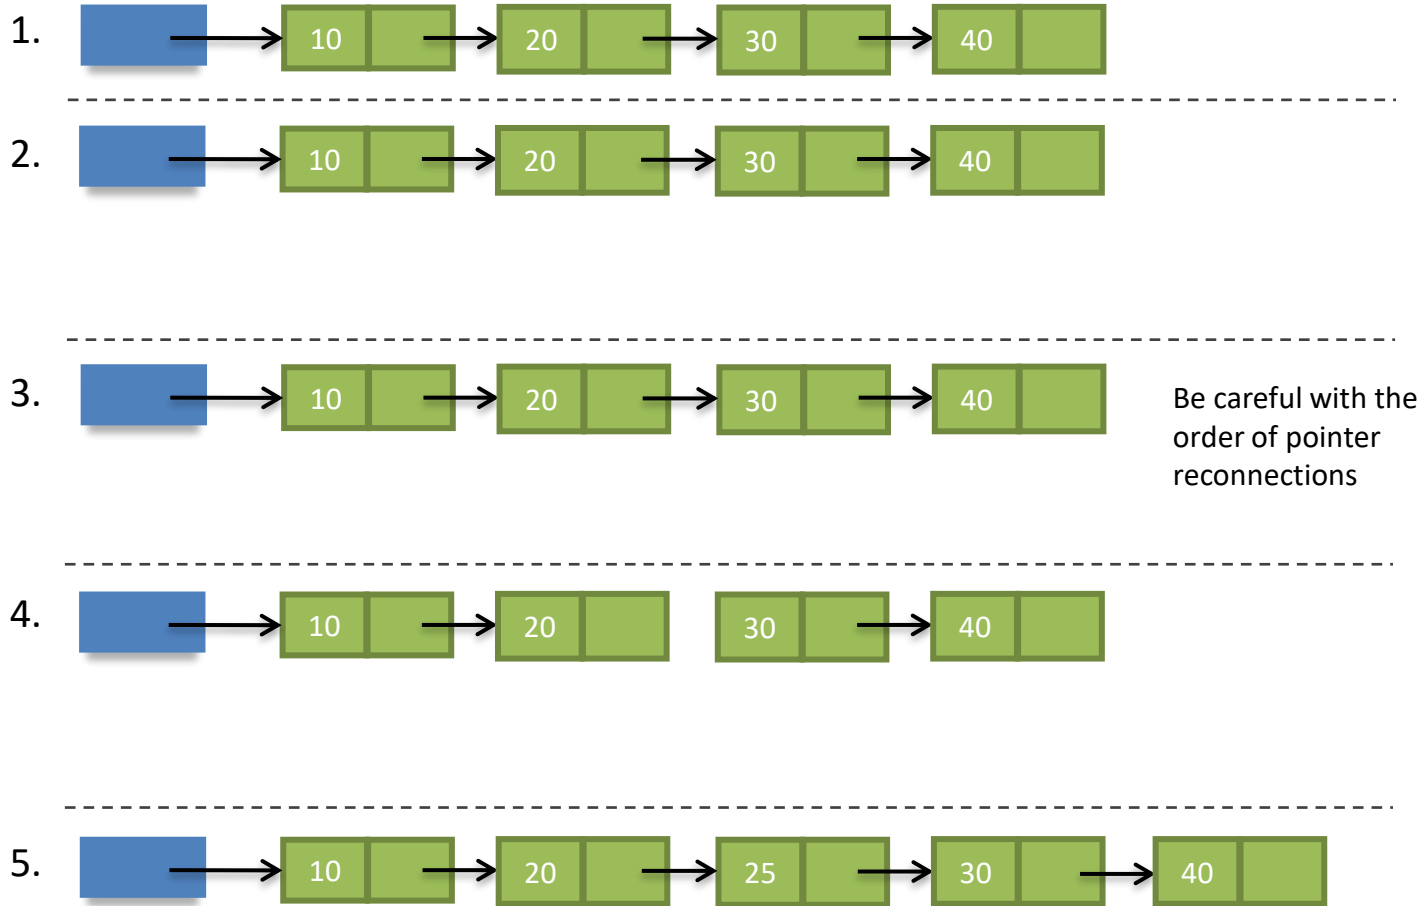 1. 10 20 30 40
2. 10 20 30 40
3. 10 20 30 40
Be careful with the
order of pointer
reconnections
4. 10 20 30 40
5. 10 20 25 30 40